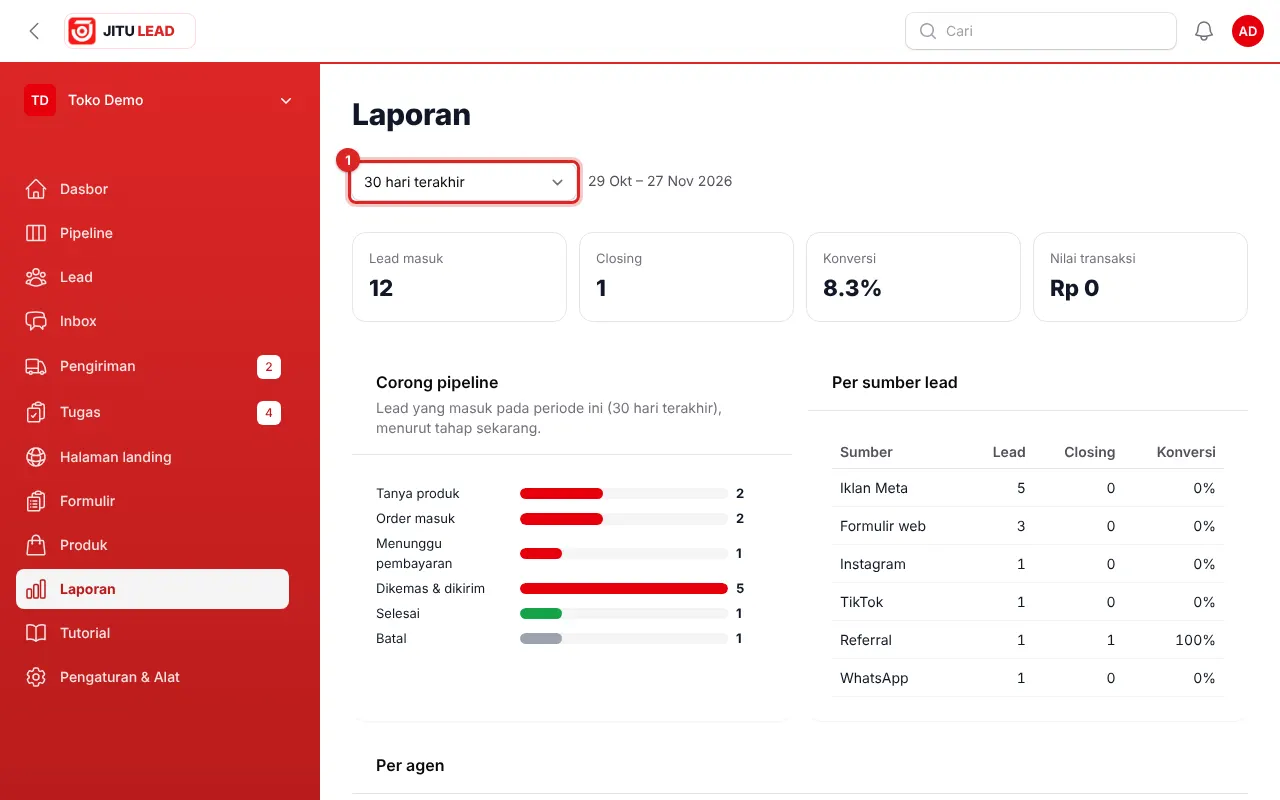 JITU LEAD
Cari
AD
TD
Toko Demo
Dasbor
Pipeline
Lead
Inbox
Pengiriman 2
Tugas 4
Halaman landing
Formulir
Produk
Laporan
Tutorial
Pengaturan & Alat
Laporan
1
30 hari terakhir
29 Okt – 27 Nov 2026
Lead masuk
12
Closing
1
Konversi
8.3%
Nilai transaksi
Rp 0
Corong pipeline
Lead yang masuk pada periode ini (30 hari terakhir),
menurut tahap sekarang.
Tanya produk 2
Order masuk 2
Menunggu
pembayaran 1
Dikemas & dikirim 5
Selesai 1
Batal 1
Per sumber lead
Sumber Lead Closing Konversi
Iklan Meta 5 0 0%
Formulir web 3 0 0%
Instagram 1 0 0%
TikTok 1 0 0%
Referral 1 1 100%
WhatsApp 1 0 0%
Per agen